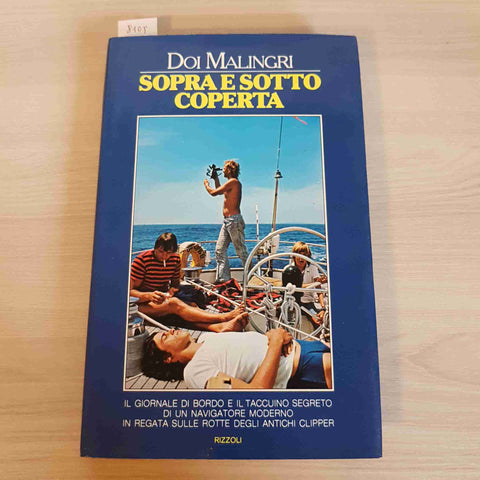 8105
DOI MALINGRI
SOPRA E SOTTO
COPERTA
IL GIORNALE DI BORDO E IL TACCUINO SEGRETO
DI UN NAVIGATORE MODERNO
IN REGATA SULLE ROTTE DEGLI ANTICHI CLIPPER
RIZZOLI